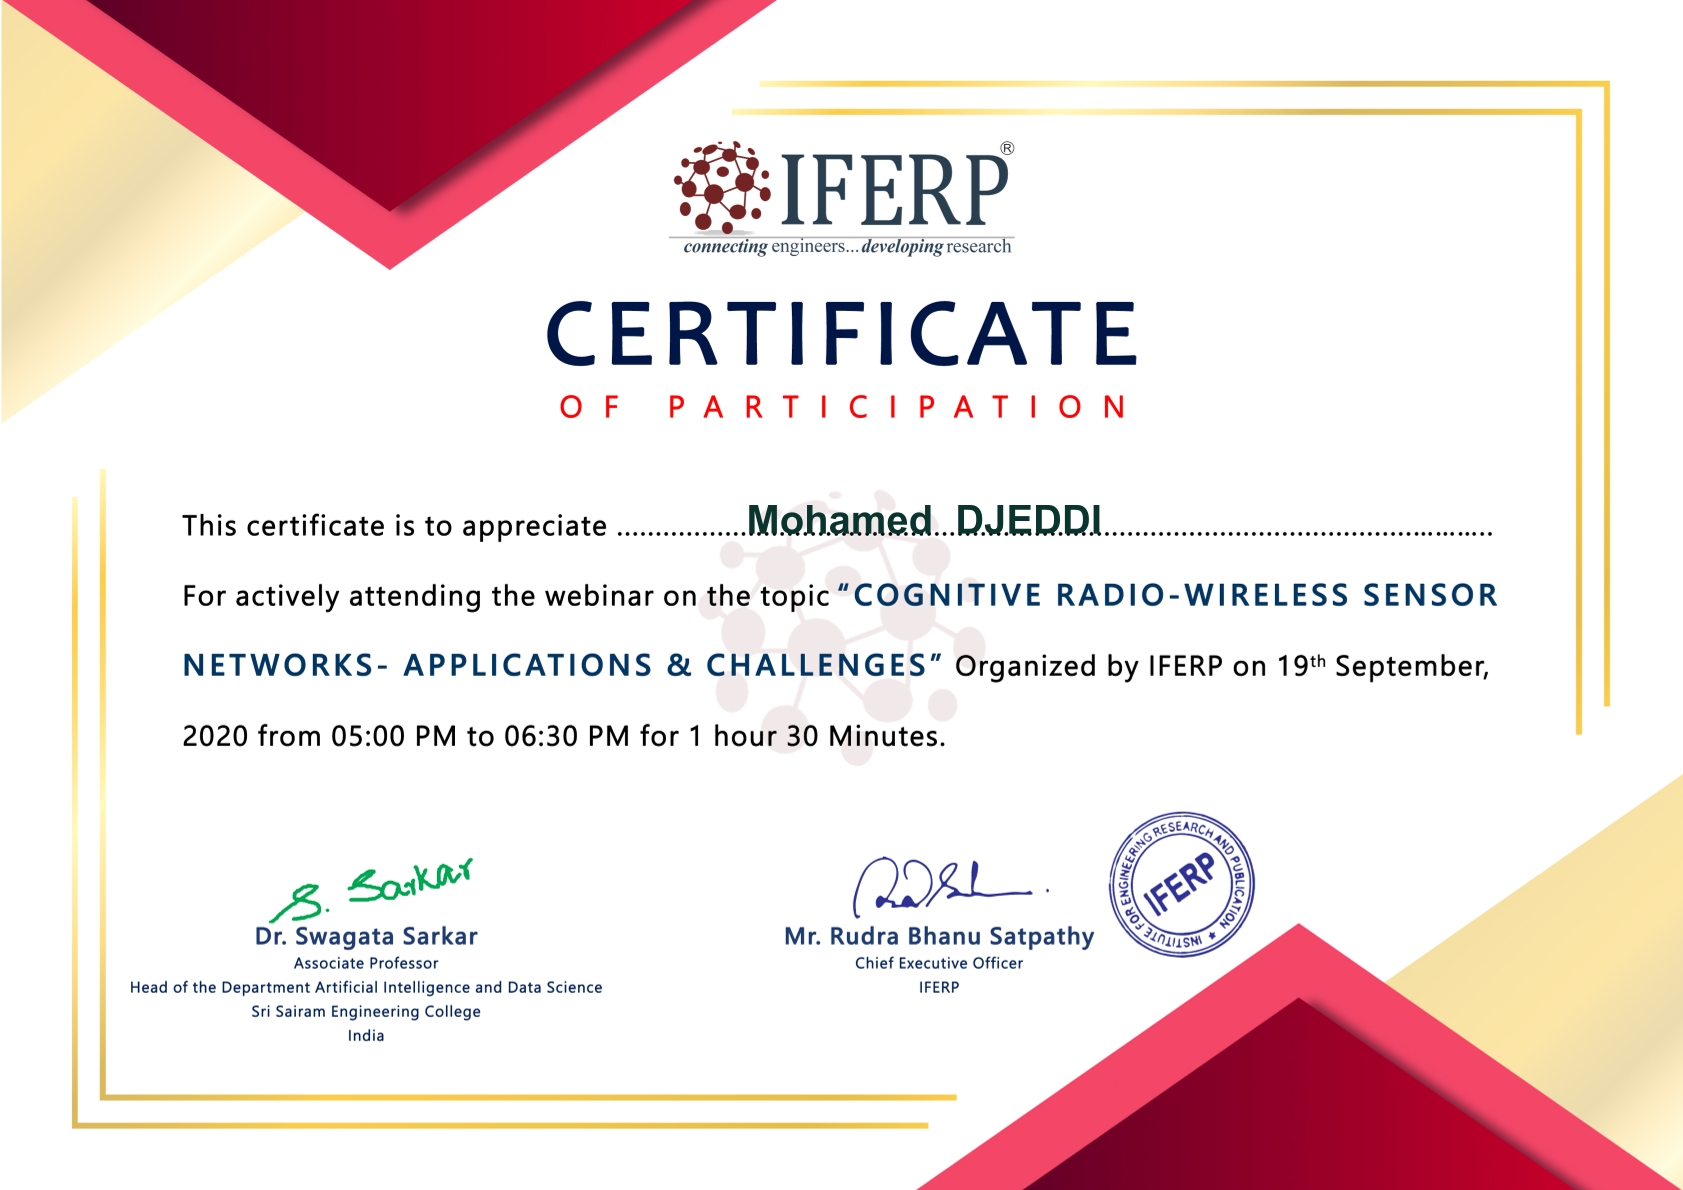 IFERP®
connecting engineers...developing research
CERTIFICATE
OF PARTICIPATION
This certificate is to appreciate ....................Mohamed DJEDDI....................
For actively attending the webinar on the topic “COGNITIVE RADIO-WIRELESS SENSOR
NETWORKS- APPLICATIONS & CHALLENGES” Organized by IFERP on 19th September,
2020 from 05:00 PM to 06:30 PM for 1 hour 30 Minutes.
S. Sarkar
Dr. Swagata Sarkar
Associate Professor
Head of the Department Artificial Intelligence and Data Science
Sri Sairam Engineering College
India
Mr. Rudra Bhanu Satpathy
Chief Executive Officer
IFERP
INSTITUTE FOR ENGINEERING RESEARCH AND PUBLICATION ★
IFERP